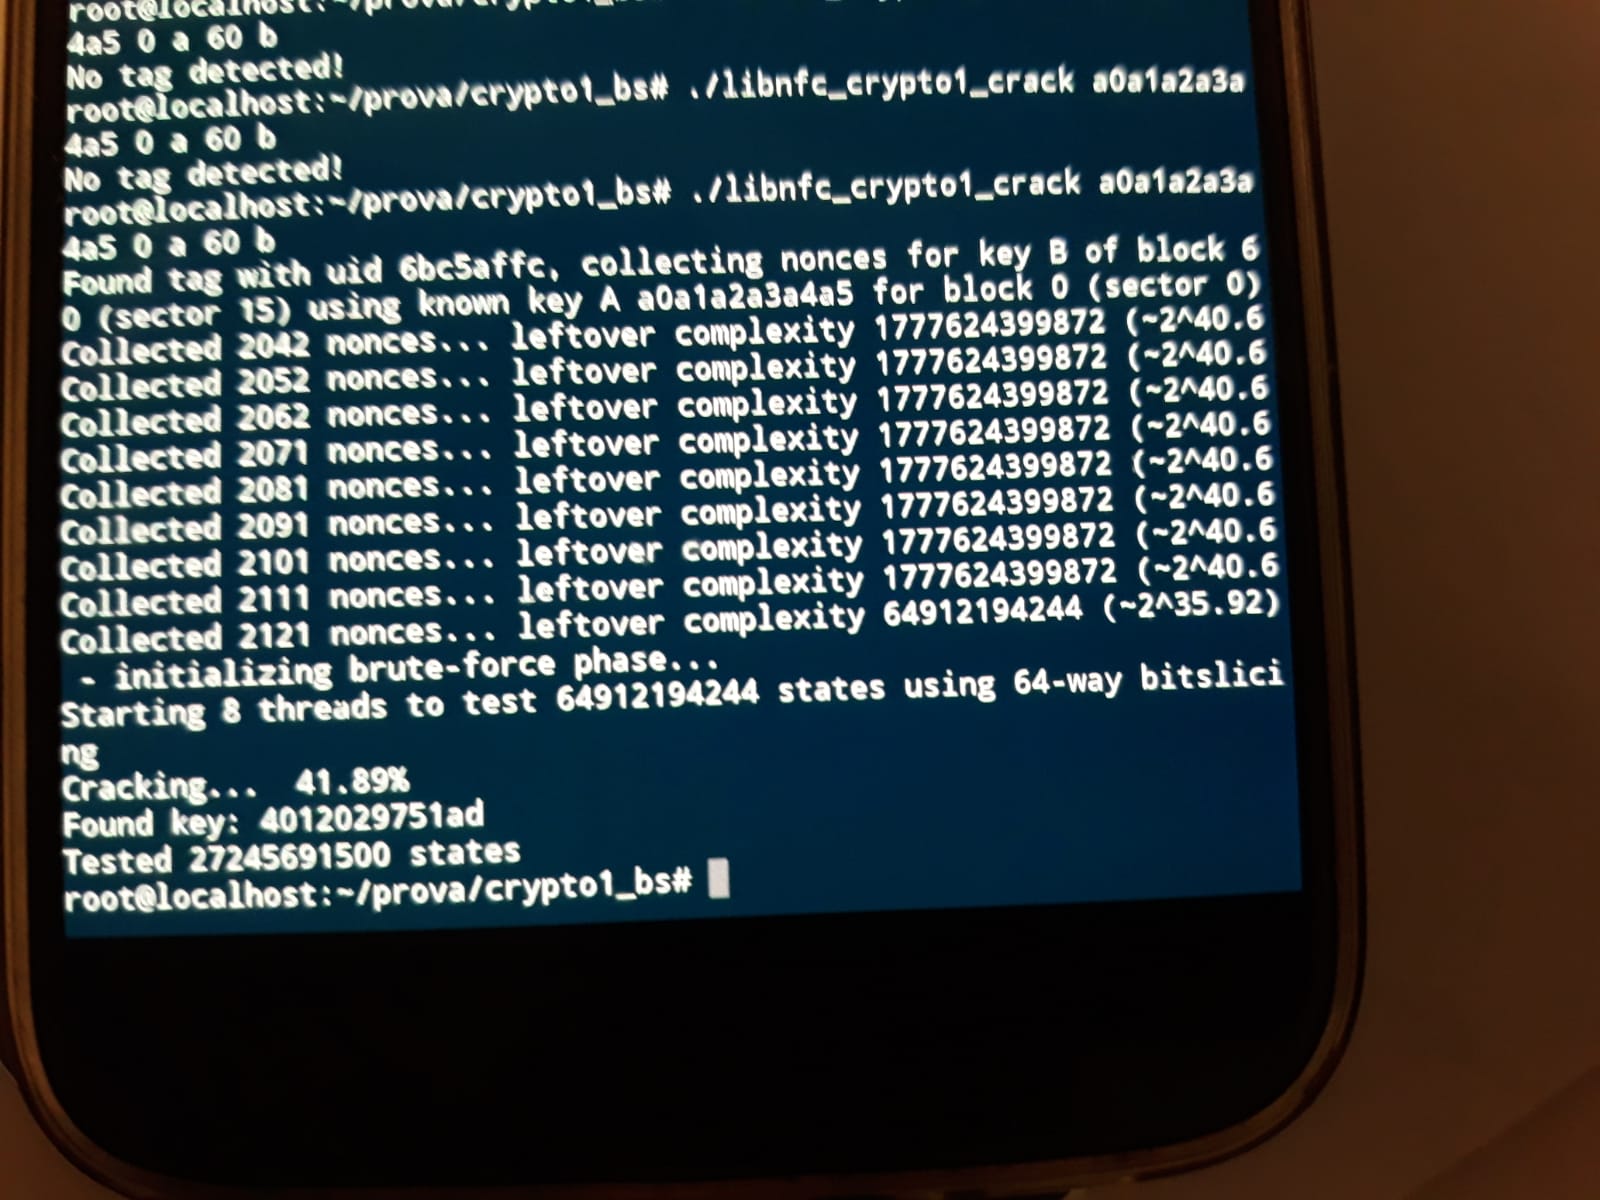 root@localhost:~/prova/crypto1_bs#
4a5 0 a 60 b
No tag detected!
root@localhost:~/prova/crypto1_bs# ./libnfc_crypto1_crack a0a1a2a3a
4a5 0 a 60 b
No tag detected!
root@localhost:~/prova/crypto1_bs# ./libnfc_crypto1_crack a0a1a2a3a
4a5 0 a 60 b
Found tag with uid 6bc5affc, collecting nonces for key B of block 6
0 (sector 15) using known key A a0a1a2a3a4a5 for block 0 (sector 0)
Collected 2042 nonces... leftover complexity 1777624399872 (~2^40.6
Collected 2052 nonces... leftover complexity 1777624399872 (~2^40.6
Collected 2062 nonces... leftover complexity 1777624399872 (~2^40.6
Collected 2071 nonces... leftover complexity 1777624399872 (~2^40.6
Collected 2081 nonces... leftover complexity 1777624399872 (~2^40.6
Collected 2091 nonces... leftover complexity 1777624399872 (~2^40.6
Collected 2101 nonces... leftover complexity 1777624399872 (~2^40.6
Collected 2111 nonces... leftover complexity 1777624399872 (~2^40.6
Collected 2121 nonces... leftover complexity 64912194244 (~2^35.92)
- initializing brute-force phase...
Starting 8 threads to test 64912194244 states using 64-way bitslici
ng
Cracking... 41.89%
Found key: 4012029751ad
Tested 27245691500 states
root@localhost:~/prova/crypto1_bs#